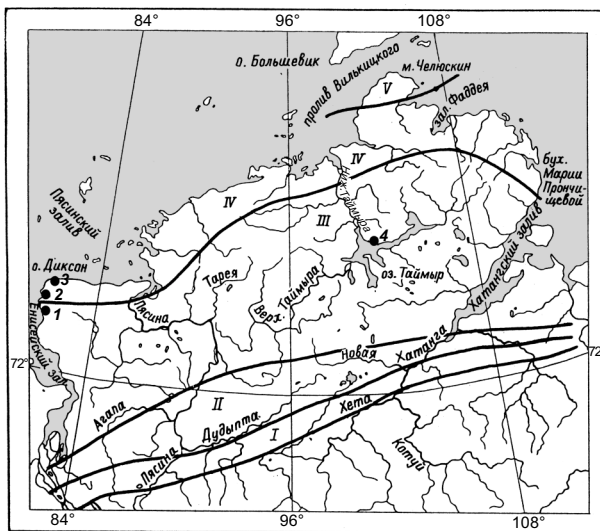 84°
96°
108°
о. Большевик
пролив Вилькицкого
м. Челюскин
V
зал. Фаддея
IV
бух.
Марии
Прончи-
щевой
Пясинский
залив
IV
III
Ниж. Таймыра
4
Хатангский залив
о. Диксон
3
2
1
Тарея
Верх. Таймыра
оз. Таймыр
Пясина
Енисейский зал.
72°
72°
Новая
Хатанга
Агапа
II
Дудыпта
I
Хета
Пясина
Котуй
84°
96°
108°